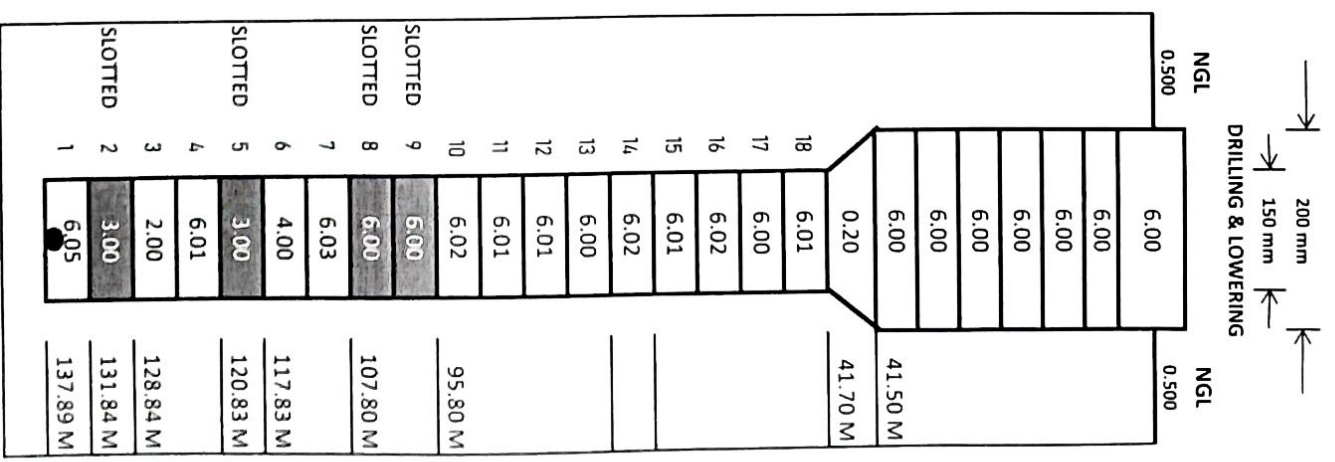 200 mm
150 mm
DRILLING & LOWERING
NGL NGL
0.500 0.500
6.00
6.00
6.00
6.00
6.00
6.00
6.00 41.50 M
0.20 41.70 M
18 6.01
17 6.00
16 6.02
15 6.01
14 6.02
13 6.00
12 6.01
11 6.01
10 6.02 95.80 M
SLOTTED 9 6.00
SLOTTED 8 6.00 107.80 M
7 6.03
6 4.00 117.83 M
SLOTTED 5 3.00 120.83 M
4 6.01
3 2.00 128.84 M
SLOTTED 2 3.00 131.84 M
1 6.05 137.89 M